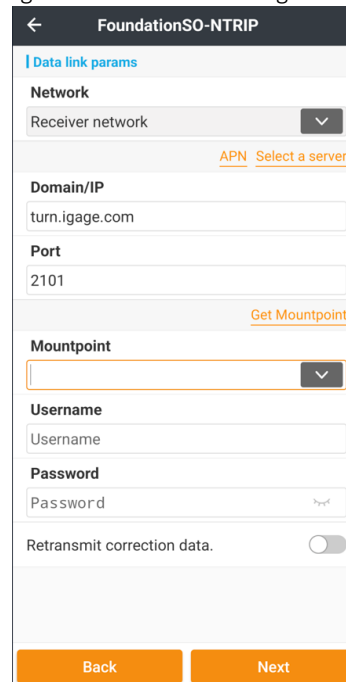 FoundationSO-NTRIP
Data link params
Network
Receiver network
APN Select a server
Domain/IP
turn.igage.com
Port
2101
Get Mountpoint
Mountpoint
Username
Username
Password
Password
Retransmit correction data.
Back Next